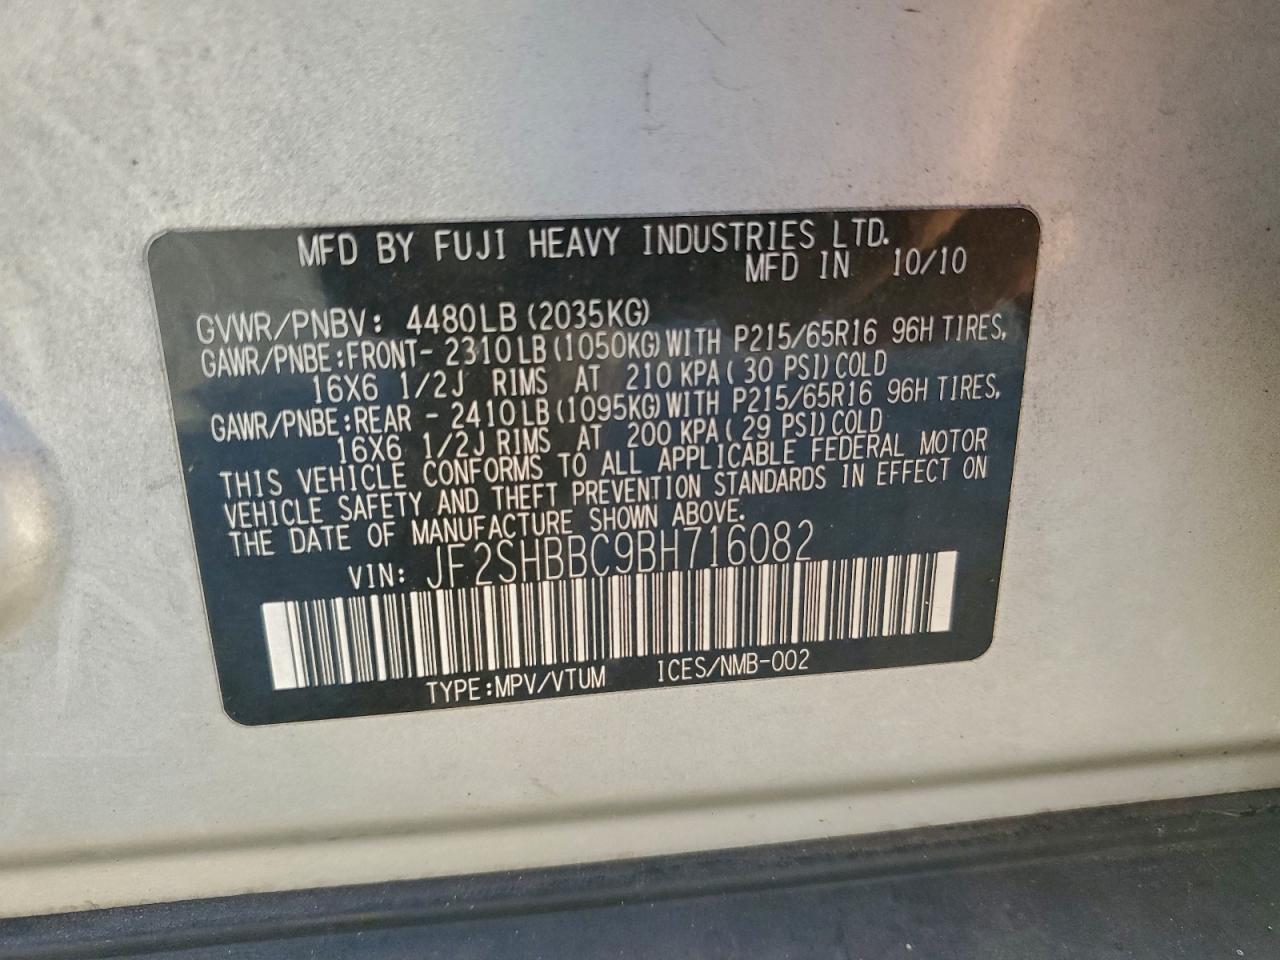 MFD BY FUJI HEAVY INDUSTRIES LTD.
MFD IN 10/10
GVWR/PNBV: 4480LB(2035KG)
GAWR/PNBE:FRONT- 2310LB(1050KG)WITH P215/65R16 96H TIRES,
16X6 1/2J RIMS AT 210 KPA( 30 PSI)COLD
GAWR/PNBE:REAR - 2410LB(1095KG)WITH P215/65R16 96H TIRES,
16X6 1/2J RIMS AT 200 KPA( 29 PSI)COLD
THIS VEHICLE CONFORMS TO ALL APPLICABLE FEDERAL MOTOR
VEHICLE SAFETY AND THEFT PREVENTION STANDARDS IN EFFECT ON
THE DATE OF MANUFACTURE SHOWN ABOVE.
VIN: JF2SHBBC9BH716082
TYPE:MPV/VTUM ICES/NMB-002